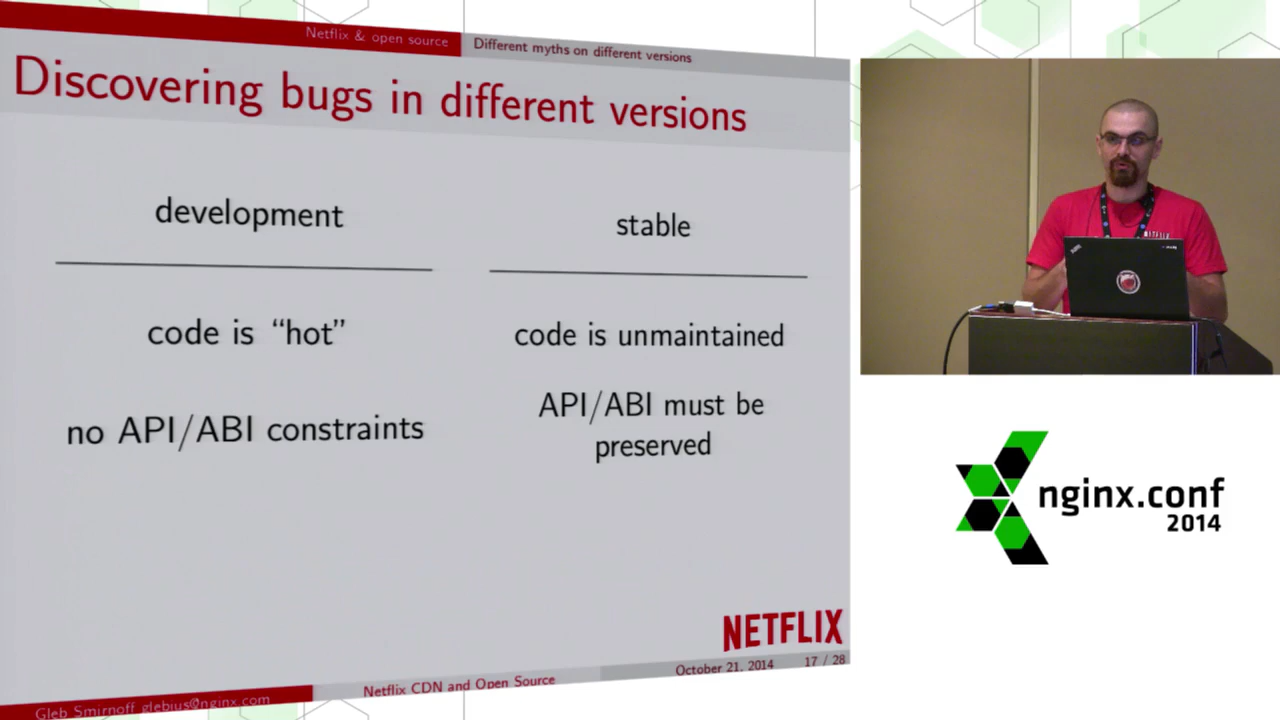 Netflix & open source
Different myths on different versions
Discovering bugs in different versions
development
stable
code is “hot”
code is unmaintained
no API/ABI constraints
API/ABI must be
preserved
NETFLIX
Gleb Smirnoff glebius@nginx.com
Netflix CDN and Open Source
October 21, 2014
17 / 28
NETFLIX
nginx.conf
2014